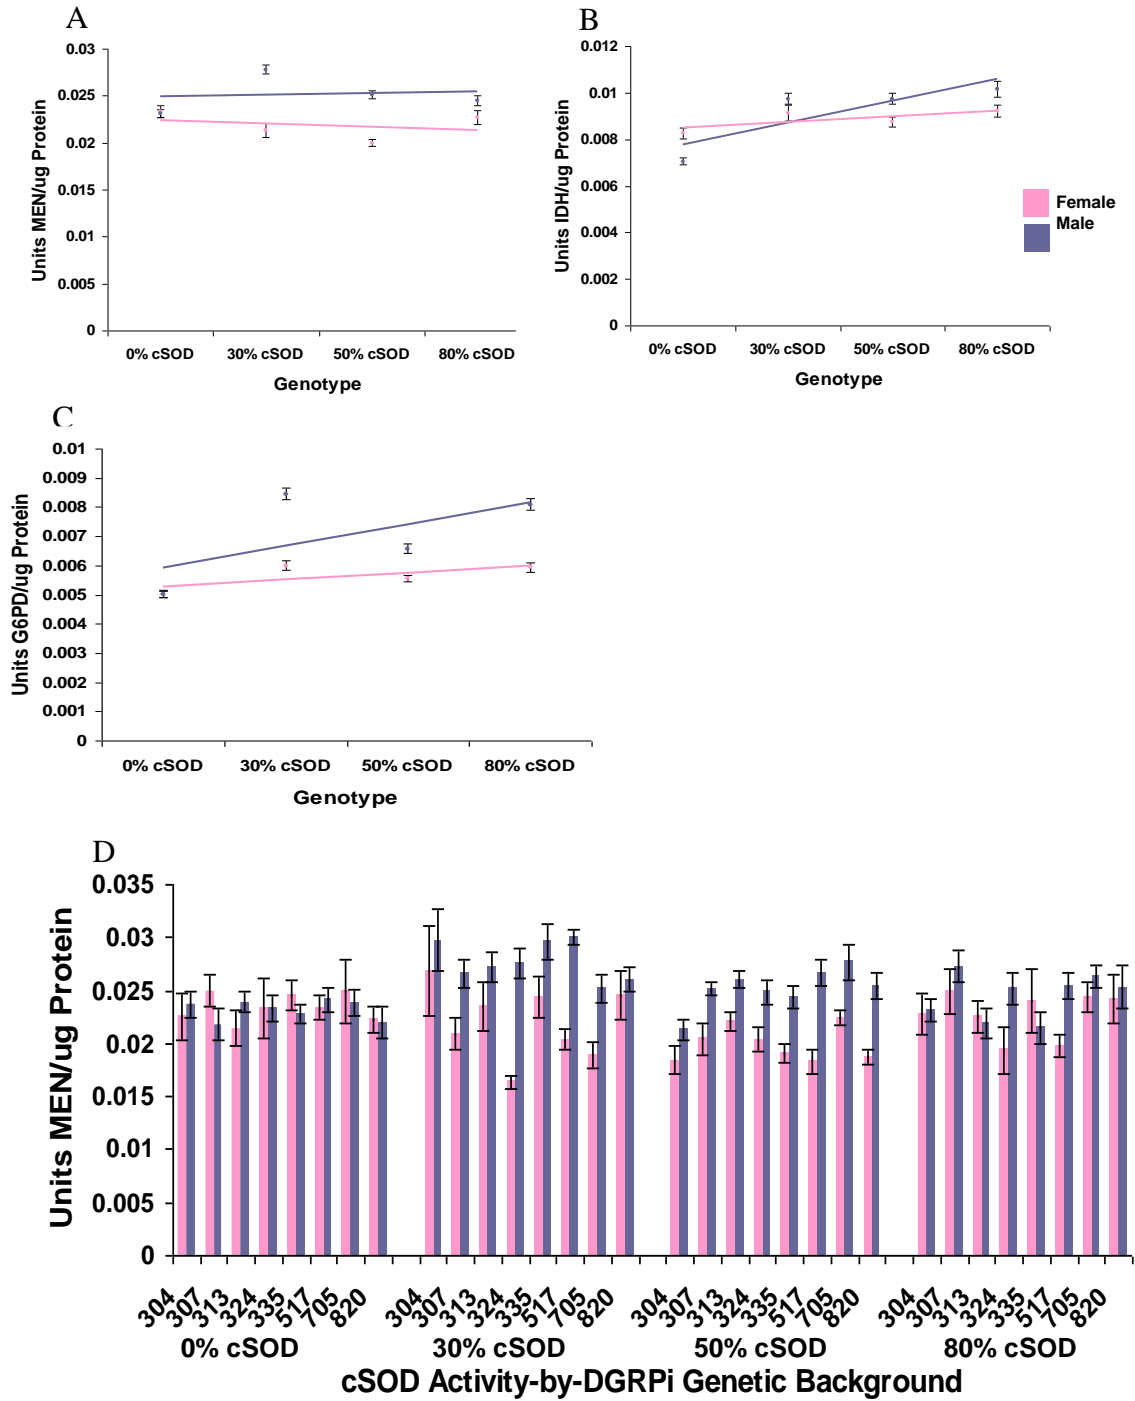 A
0.03
0.025
0.02
0.015
0.01
0.005
0
Units MEN/ug Protein
0% cSOD 30% cSOD 50% cSOD 80% cSOD
Genotype
B
0.012
0.01
0.008
0.006
0.004
0.002
0
Units IDH/ug Protein
0% cSOD 30% cSOD 50% cSOD 80% cSOD
Genotype
Female
Male
C
0.01
0.009
0.008
0.007
0.006
0.005
0.004
0.003
0.002
0.001
0
Units G6PD/ug Protein
0% cSOD 30% cSOD 50% cSOD 80% cSOD
Genotype
D
0.035
0.03
0.025
0.02
0.015
0.01
0.005
0
Units MEN/ug Protein
304 307 313 324 335 517 705 820 304 307 313 324 335 517 705 820 304 307 313 324 335 517 705 820 304 307 313 324 335 517 705 820
0% cSOD 30% cSOD 50% cSOD 80% cSOD
cSOD Activity-by-DGRPi Genetic Background